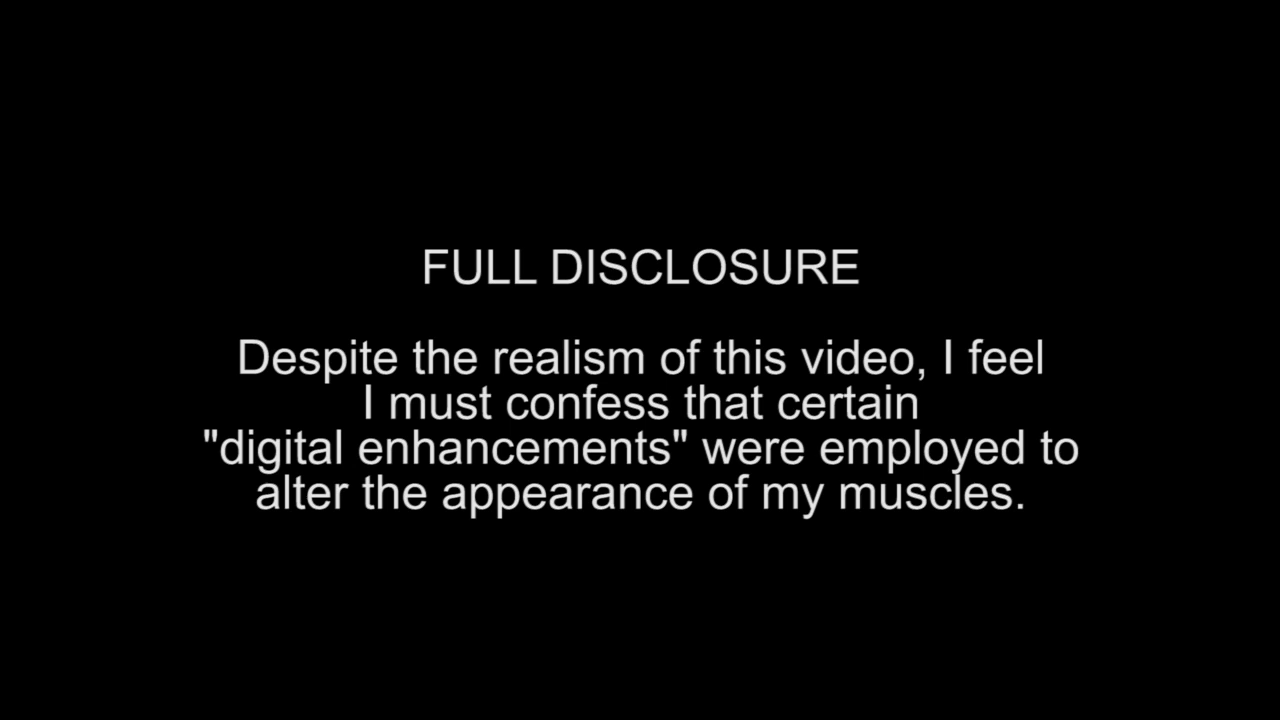 FULL DISCLOSURE
Despite the realism of this video, I feel
I must confess that certain
"digital enhancements" were employed to
alter the appearance of my muscles.